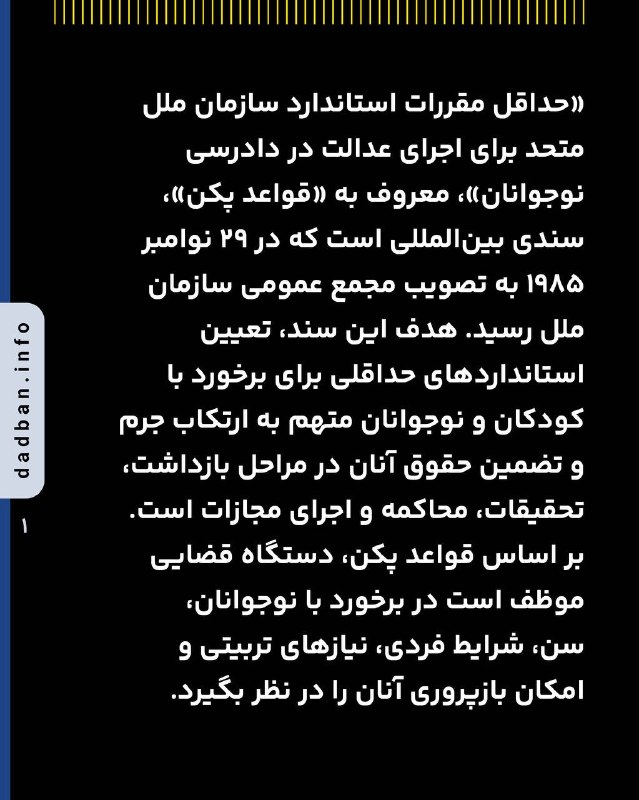 «حداقل مقررات استاندارد سازمان ملل
متحد برای اجرای عدالت در دادرسی
نوجوانان»، معروف به «قواعد پکن»،
سندی بین‌المللی است که در ۲۹ نوامبر
۱۹۸۵ به تصویب مجمع عمومی سازمان
ملل رسید. هدف این سند، تعیین
استانداردهای حداقلی برای برخورد با
کودکان و نوجوانان متهم به ارتکاب جرم
و تضمین حقوق آنان در مراحل بازداشت،
تحقیقات، محاکمه و اجرای مجازات است.
بر اساس قواعد پکن، دستگاه قضایی
موظف است در برخورد با نوجوانان،
سن، شرایط فردی، نیازهای تربیتی و
امکان بازپروری آنان را در نظر بگیرد.
dadban.info
۱